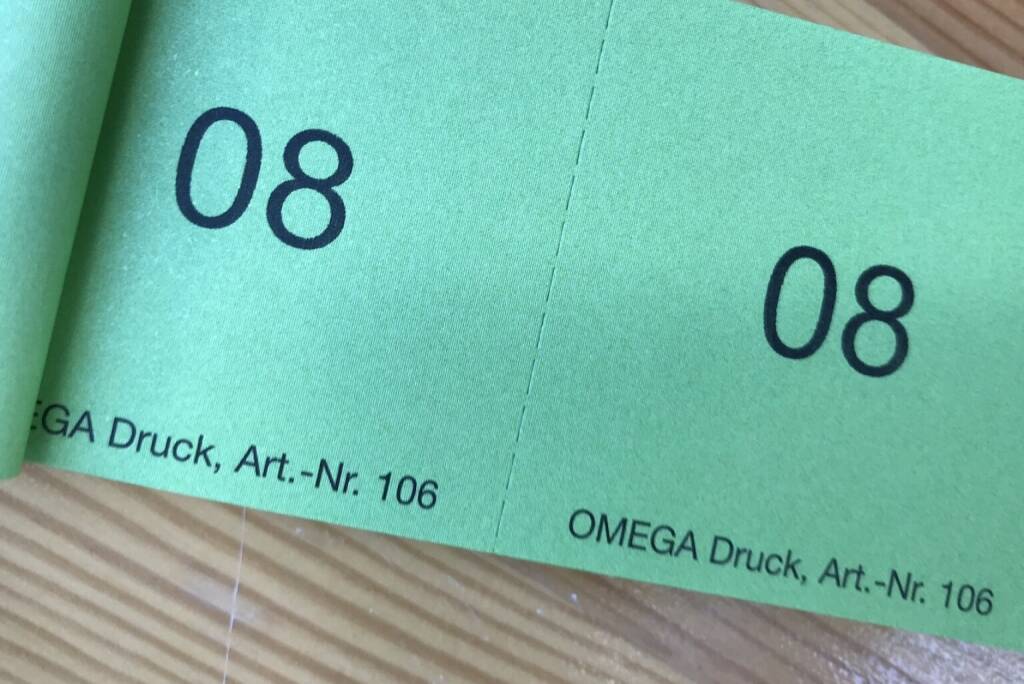 08
EGA Druck, Art.-Nr. 106
08
OMEGA Druck, Art.-Nr. 106